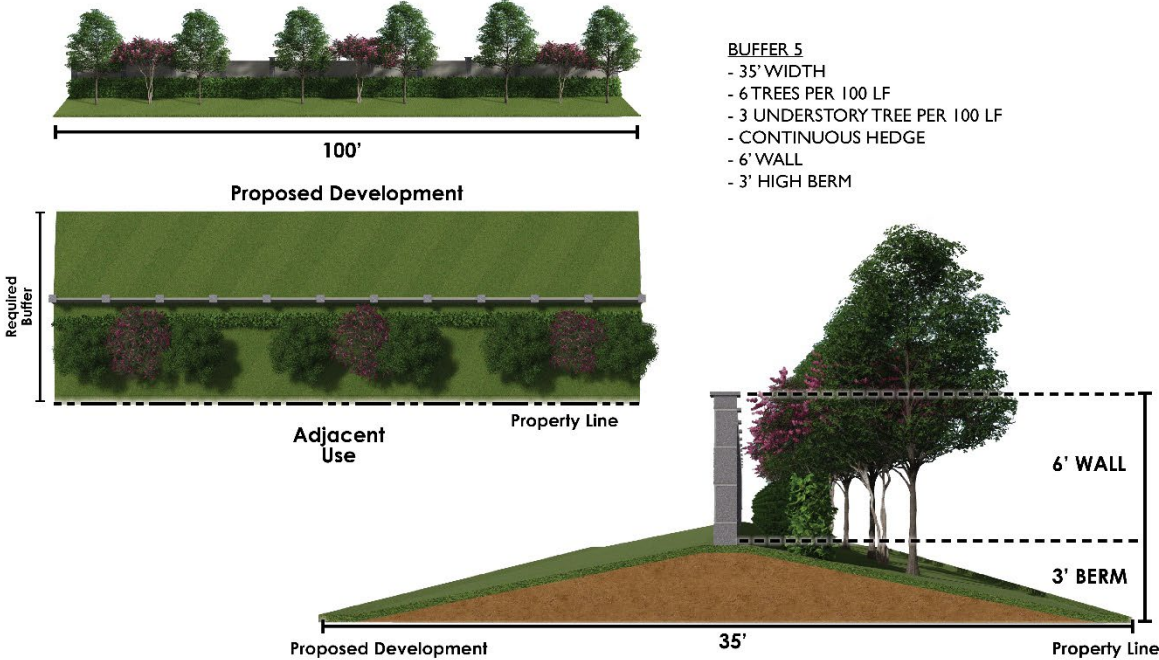 100'
BUFFER 5
- 35' WIDTH
- 6 TREES PER 100 LF
- 3 UNDERSTORY TREE PER 100 LF
- CONTINUOUS HEDGE
- 6' WALL
- 3' HIGH BERM
Proposed Development
Required
Buffer
Property Line
Adjacent
Use
6' WALL
3' BERM
Proposed Development
35'
Property Line